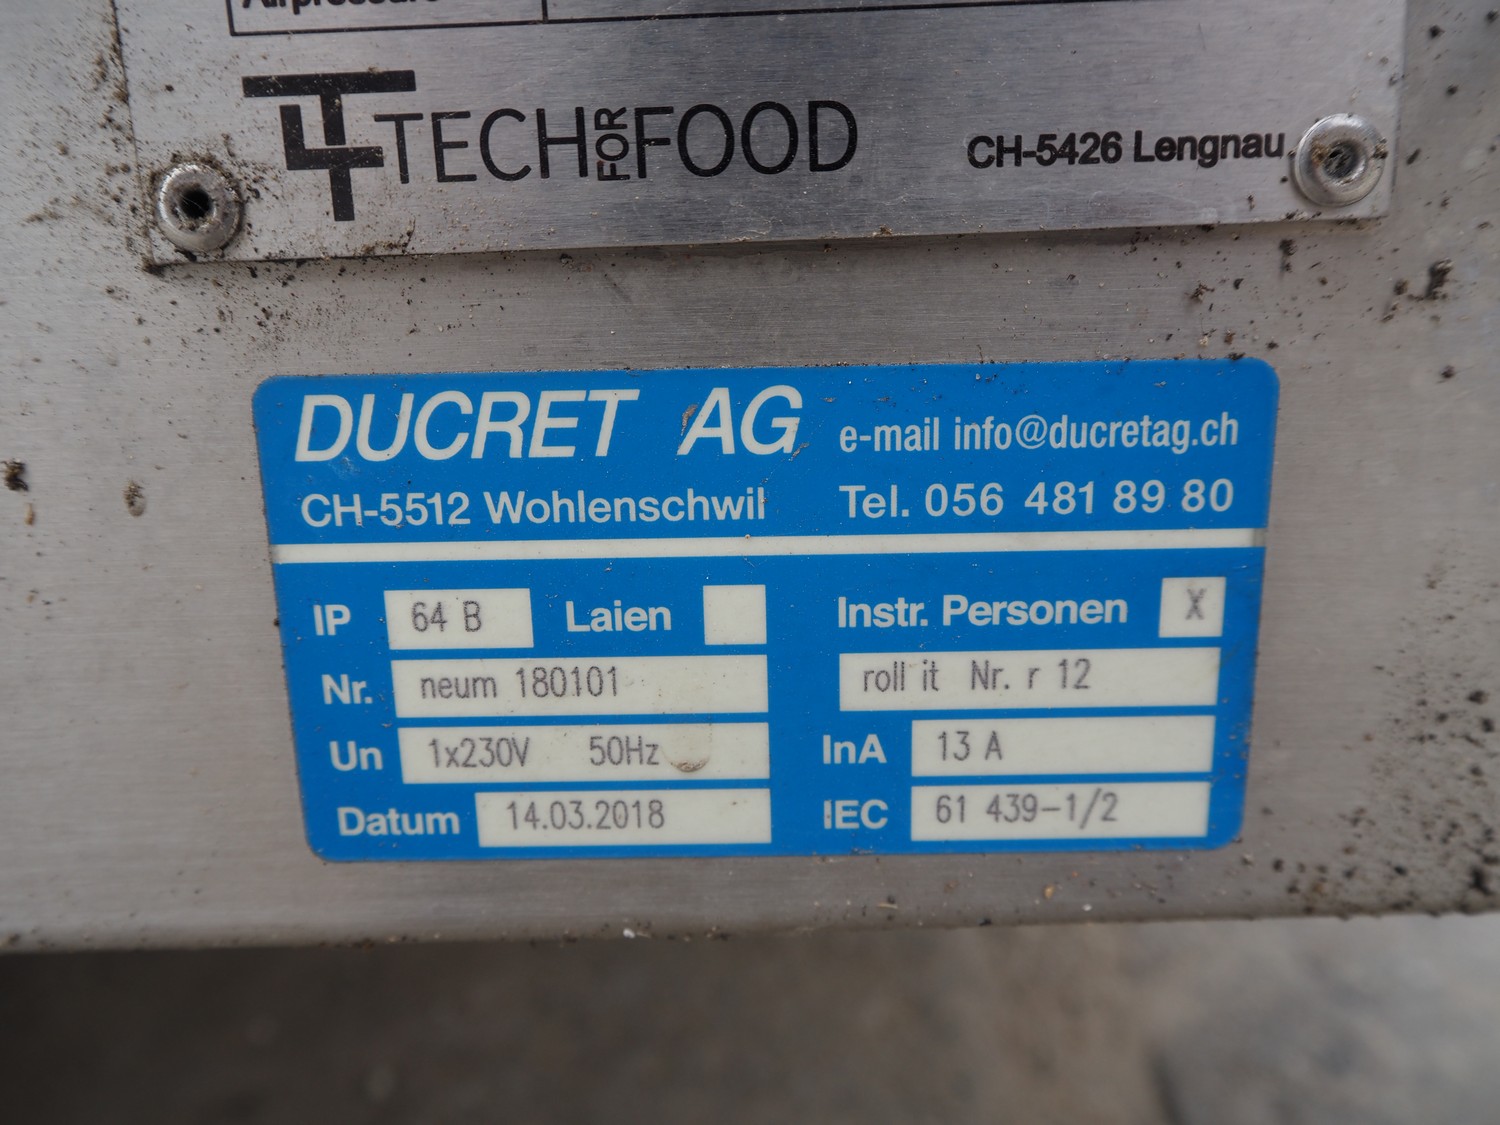 Airpressure
TECH FOR FOOD CH-5426 Lengnau
DUCRET AG e-mail info@ducretag.ch
CH-5512 Wohlenschwil Tel. 056 481 89 80
IP 64 B Laien Instr. Personen X
Nr. neum 180101 roll it Nr. r 12
Un 1x230V 50Hz InA 13 A
Datum 14.03.2018 IEC 61 439-1/2